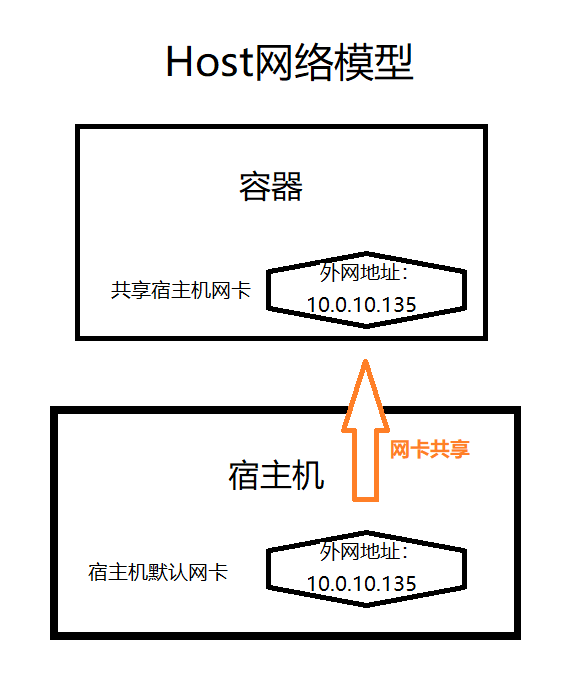 Host网络模型
容器
共享宿主机网卡
外网地址：
10.0.10.135
网卡共享
宿主机
宿主机默认网卡
外网地址：
10.0.10.135